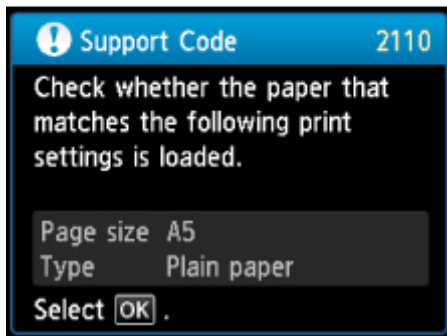 Support Code 2110
Check whether the paper that
matches the following print
settings is loaded.
Page size A5
Type Plain paper
Select OK .